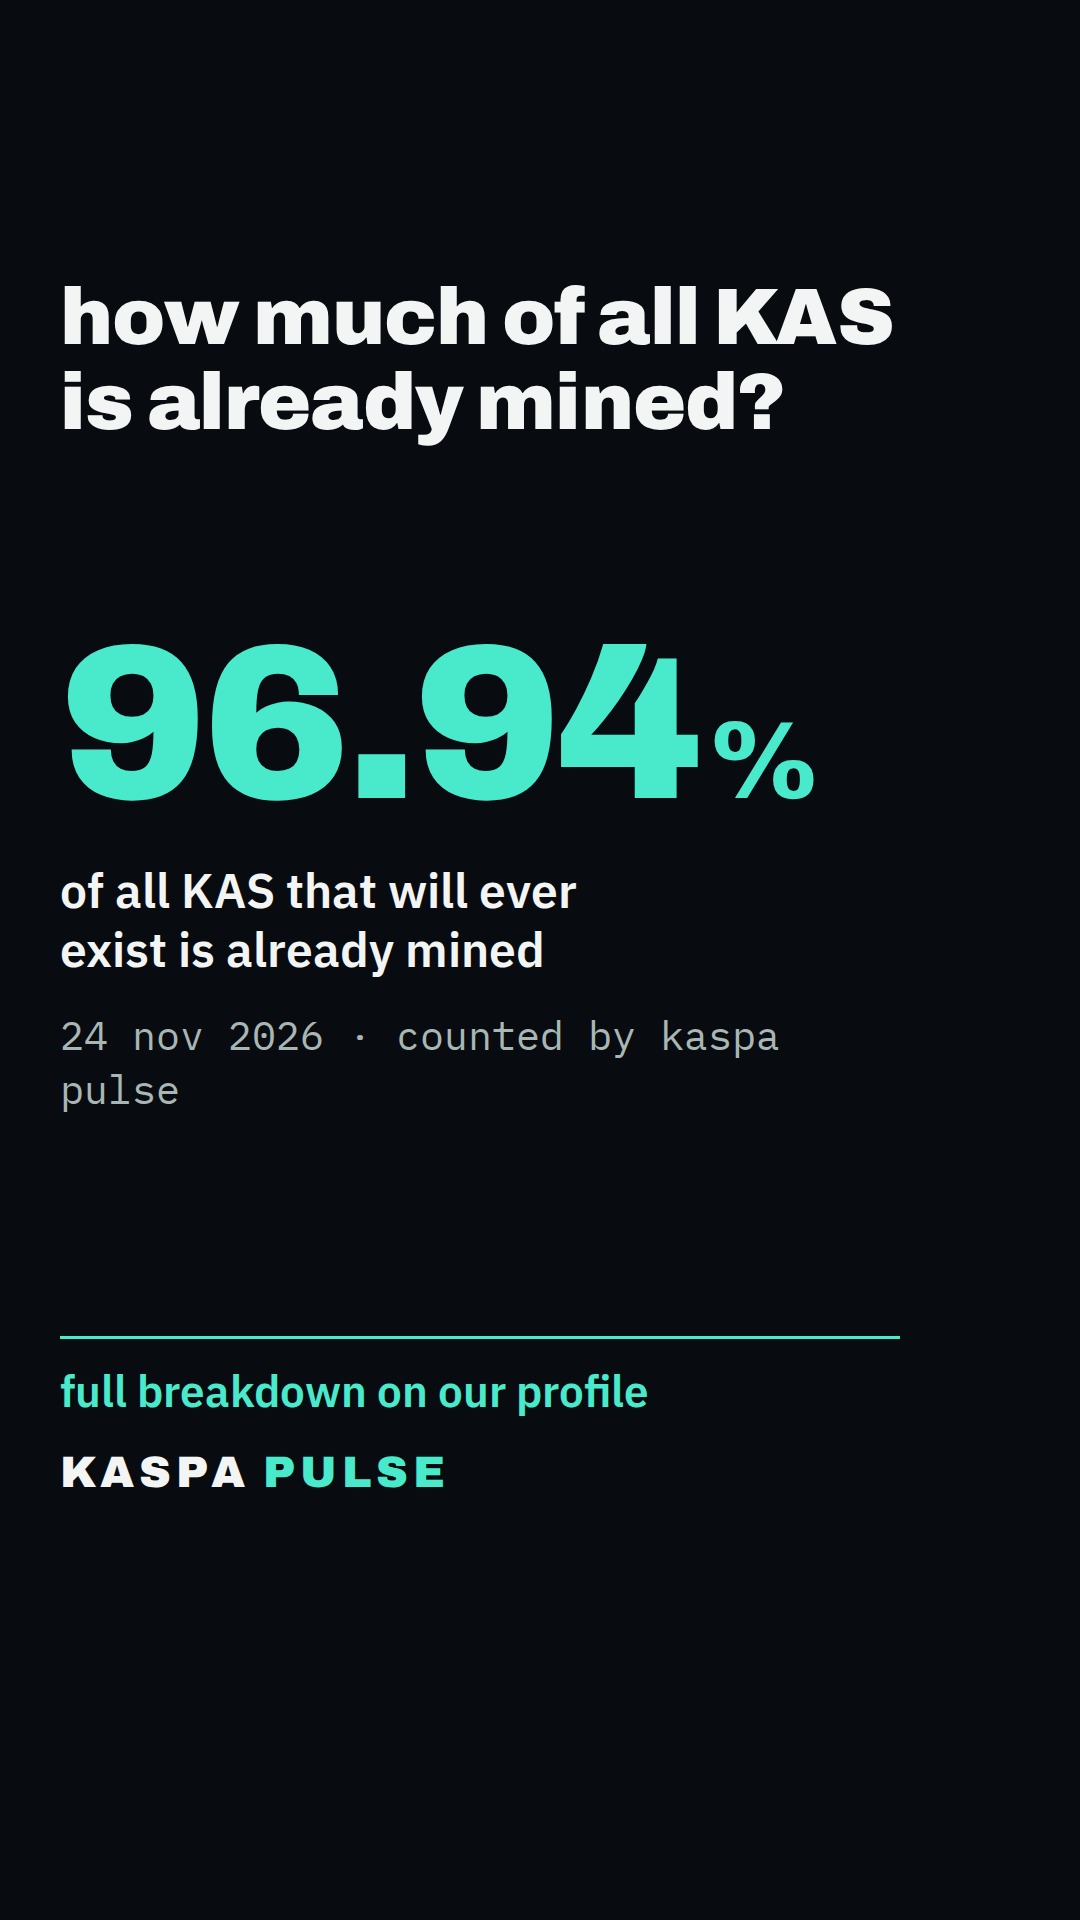 how much of all KAS
is already mined?
96.94%
of all KAS that will ever
exist is already mined
24 nov 2026 · counted by kaspa
pulse
full breakdown on our profile
KASPA PULSE